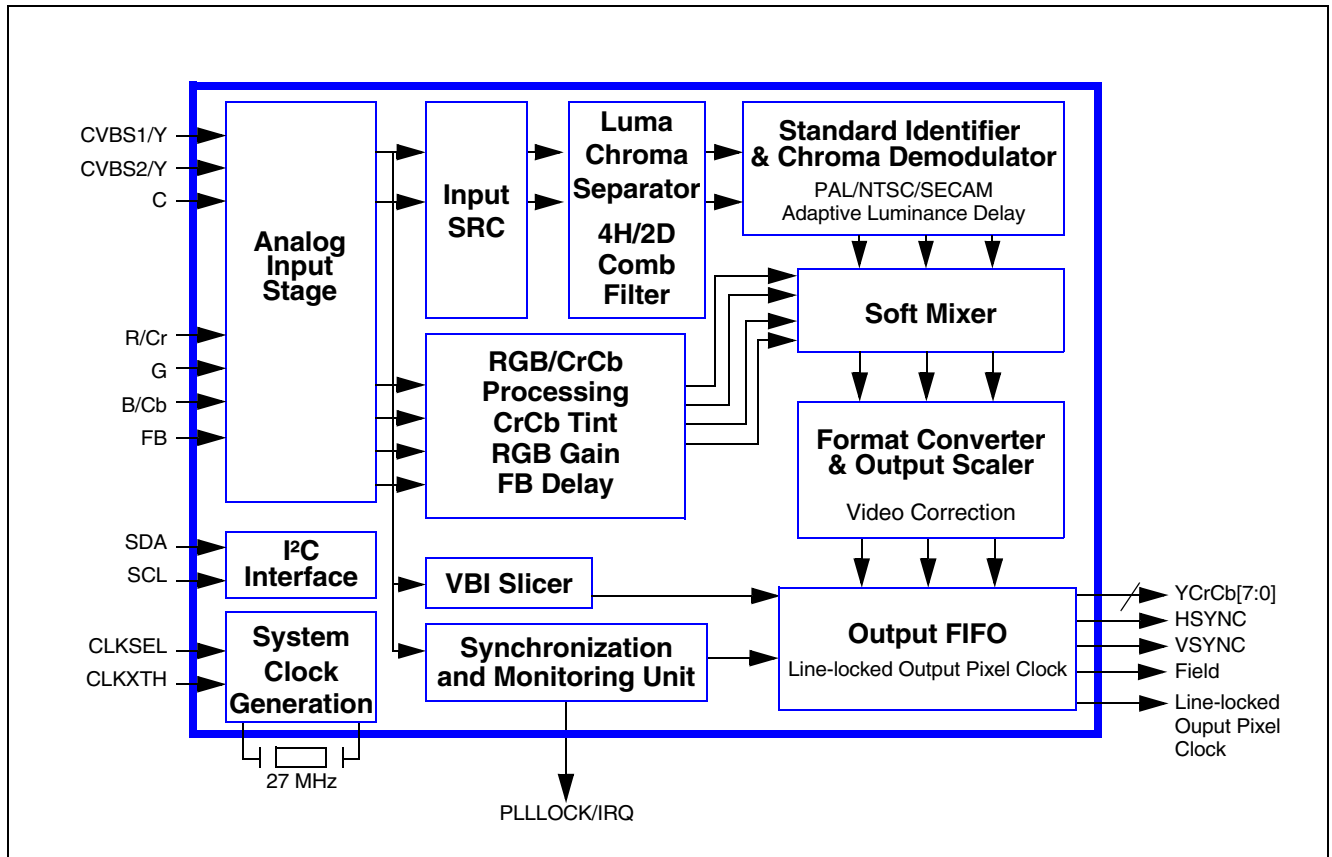 CVBS1/Y
CVBS2/Y
C
R/Cr
G
B/Cb
FB
SDA
SCL
CLKSEL
CLKXTH
Analog
Input
Stage
I²C
Interface
System
Clock
Generation
27 MHz
Input
SRC
Luma
Chroma
Separator
4H/2D
Comb
Filter
RGB/CrCb
Processing
CrCb Tint
RGB Gain
FB Delay
VBI Slicer
Synchronization
and Monitoring Unit
PLLLOCK/IRQ
Standard Identifier
& Chroma Demodulator
PAL/NTSC/SECAM
Adaptive Luminance Delay
Soft Mixer
Format Converter
& Output Scaler
Video Correction
Output FIFO
Line-locked Output Pixel Clock
YCrCb[7:0]
HSYNC
VSYNC
Field
Line-locked
Ouput Pixel
Clock